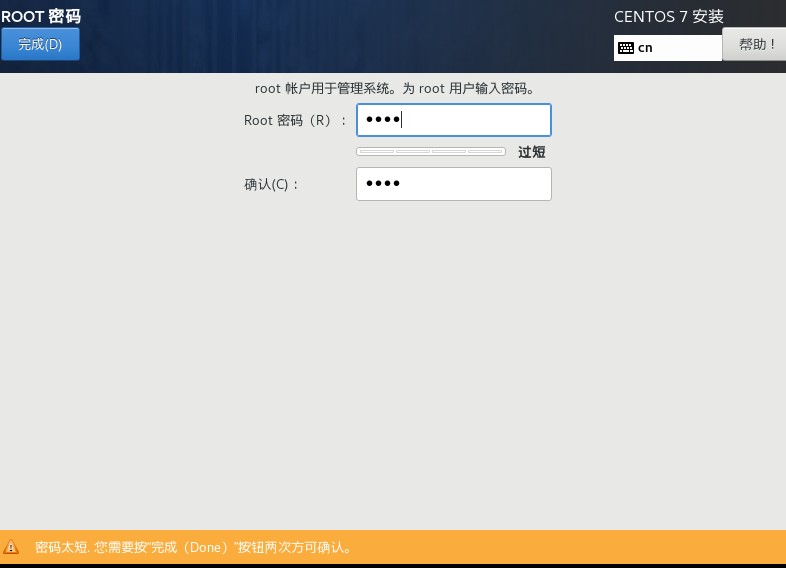 ROOT 密码
CENTOS 7 安装
完成(D)
cn
帮助！
root 帐户用于管理系统。为 root 用户输入密码。
Root 密码（R）：
••••
过短
确认(C) ：
••••
密码太短. 您需要按“完成（Done）”按钮两次方可确认。